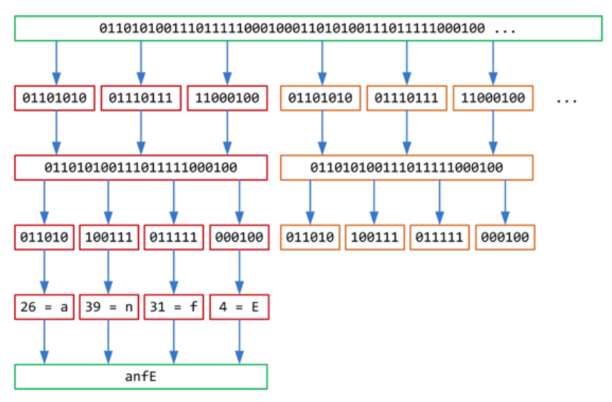 011010100111011111000100011010100111011111000100 ...
01101010 01110111 11000100 01101010 01110111 11000100 ...
011010100111011111000100 011010100111011111000100
011010 100111 011111 000100 011010 100111 011111 000100
26 = a 39 = n 31 = f 4 = E
anfE